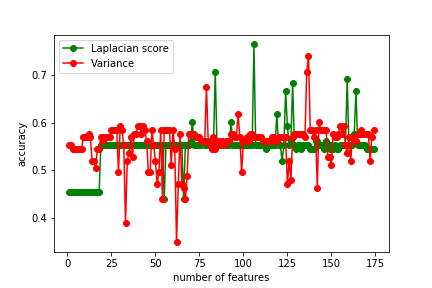 Laplacian score
Variance
0.7
0.6
0.5
0.4
accuracy
0 25 50 75 100 125 150 175
number of features